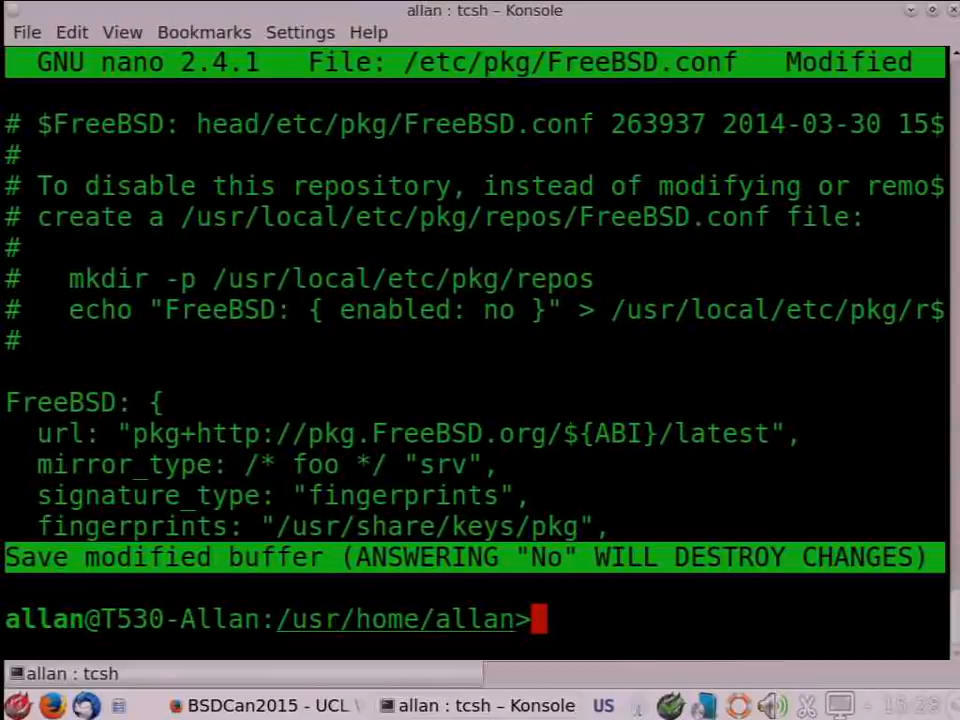 allan : tcsh – Konsole
File Edit View Bookmarks Settings Help
GNU nano 2.4.1 File: /etc/pkg/FreeBSD.conf Modified
# $FreeBSD: head/etc/pkg/FreeBSD.conf 263937 2014-03-30 15$
#
# To disable this repository, instead of modifying or remo$
# create a /usr/local/etc/pkg/repos/FreeBSD.conf file:
#
#   mkdir -p /usr/local/etc/pkg/repos
#   echo "FreeBSD: { enabled: no }" > /usr/local/etc/pkg/r$
#
FreeBSD: {
  url: "pkg+http://pkg.FreeBSD.org/${ABI}/latest",
  mirror_type: /* foo */ "srv",
  signature_type: "fingerprints",
  fingerprints: "/usr/share/keys/pkg",
Save modified buffer (ANSWERING "No" WILL DESTROY CHANGES)
allan@T530-Allan:/usr/home/allan>
allan : tcsh
BSDCan2015 - UCL allan : tcsh – Konsole US 15:28